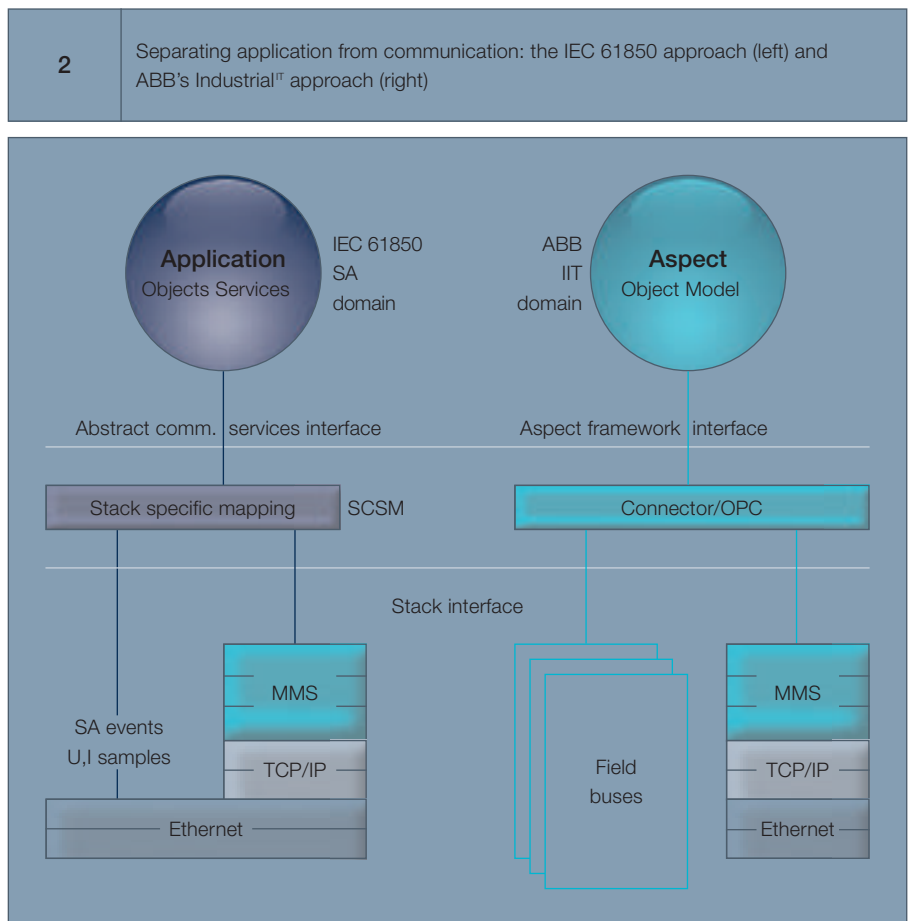 2
Separating application from communication: the IEC 61850 approach (left) and
ABB's Industrialᴵᵀ approach (right)
Application
Objects Services
IEC 61850
SA
domain
ABB
IIT
domain
Aspect
Object Model
Abstract comm. services interface
Aspect framework interface
Stack specific mapping
SCSM
Connector/OPC
Stack interface
SA events
U,I samples
MMS
TCP/IP
Ethernet
Field
buses
MMS
TCP/IP
Ethernet